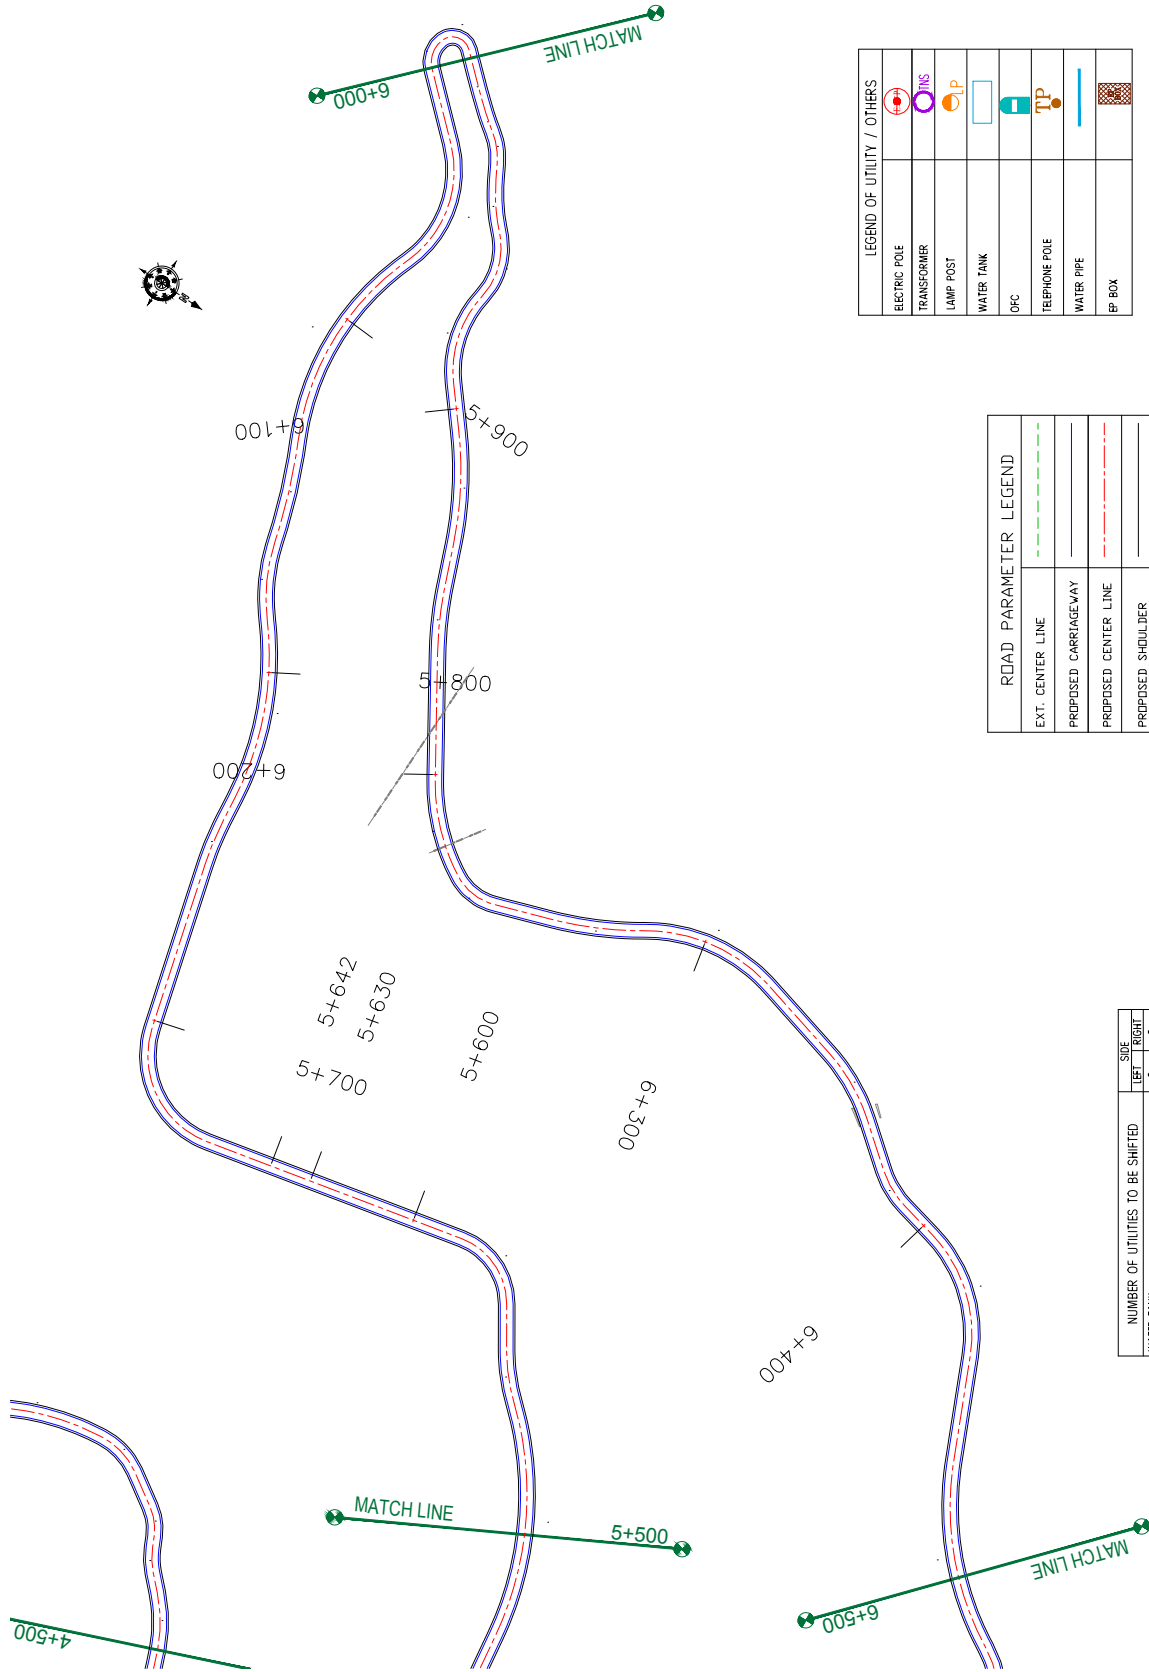 MATCH LINE
6+000
LEGEND OF UTILITY / OTHERS
ELECTRIC POLE
TRANSFORMER
TNS
LAMP POST
LP
WATER TANK
OFC
TELEPHONE POLE
TP
WATER PIPE
EP BOX
N
6+100
5+900
ROAD PARAMETER LEGEND
EXT. CENTER LINE
PROPOSED CARRIAGEWAY
PROPOSED CENTER LINE
PROPOSED SHOULDER
5+800
6+200
5+642
5+630
5+600
5+700
6+300
NUMBER OF UTILITIES TO BE SHIFTED
SIDE
LEFT
RIGHT
6+400
MATCH LINE
5+500
MATCH LINE
6+500
4+500